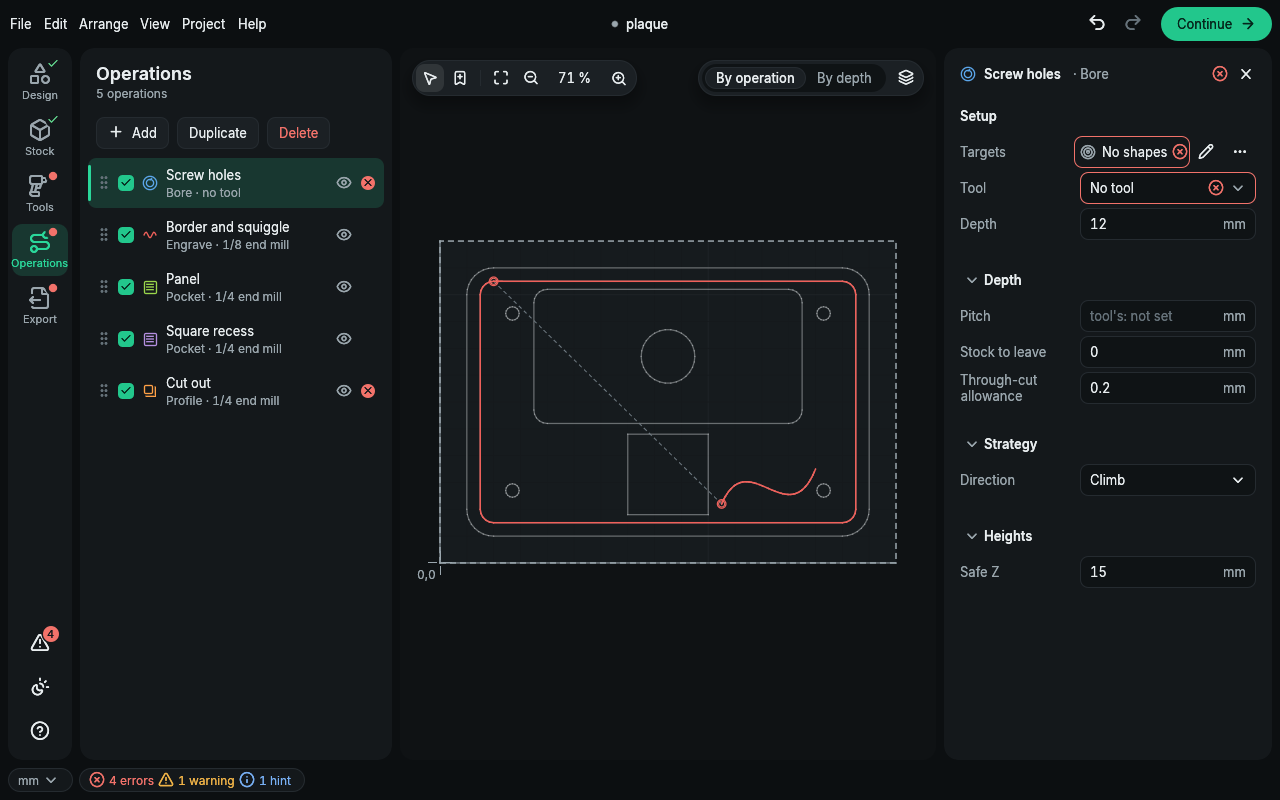 File Edit Arrange View Project Help
plaque
Continue
Design
Stock
Tools
Operations
Export
4
Operations
5 operations
Add
Duplicate
Delete
Screw holes
Bore · no tool
Border and squiggle
Engrave · 1/8 end mill
Panel
Pocket · 1/4 end mill
Square recess
Pocket · 1/4 end mill
Cut out
Profile · 1/4 end mill
71 %
By operation
By depth
0,0
Screw holes · Bore
Setup
Targets
No shapes
Tool
No tool
Depth
12 mm
Depth
Pitch
tool's: not set mm
Stock to leave
0 mm
Through-cut
allowance
0.2 mm
Strategy
Direction
Climb
Heights
Safe Z
15 mm
mm
4 errors
1 warning
1 hint